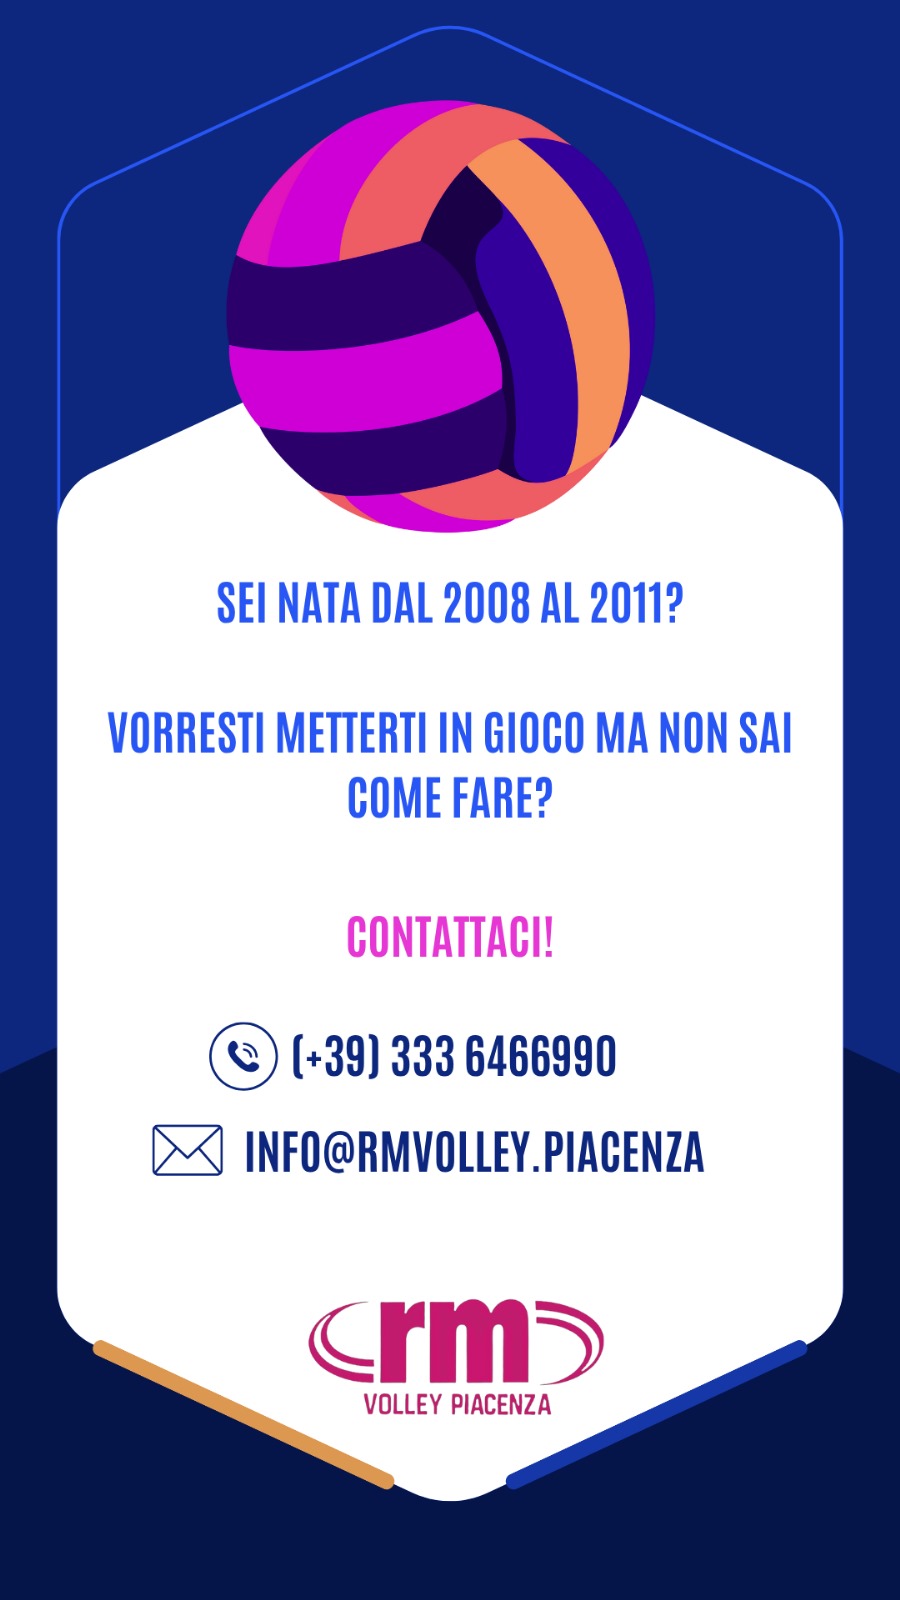 SEI NATA DAL 2008 AL 2011?
VORRESTI METTERTI IN GIOCO MA NON SAI
COME FARE?
CONTATTACI!
(+39) 333 6466990
INFO@RMVOLLEY.PIACENZA
rm
VOLLEY PIACENZA